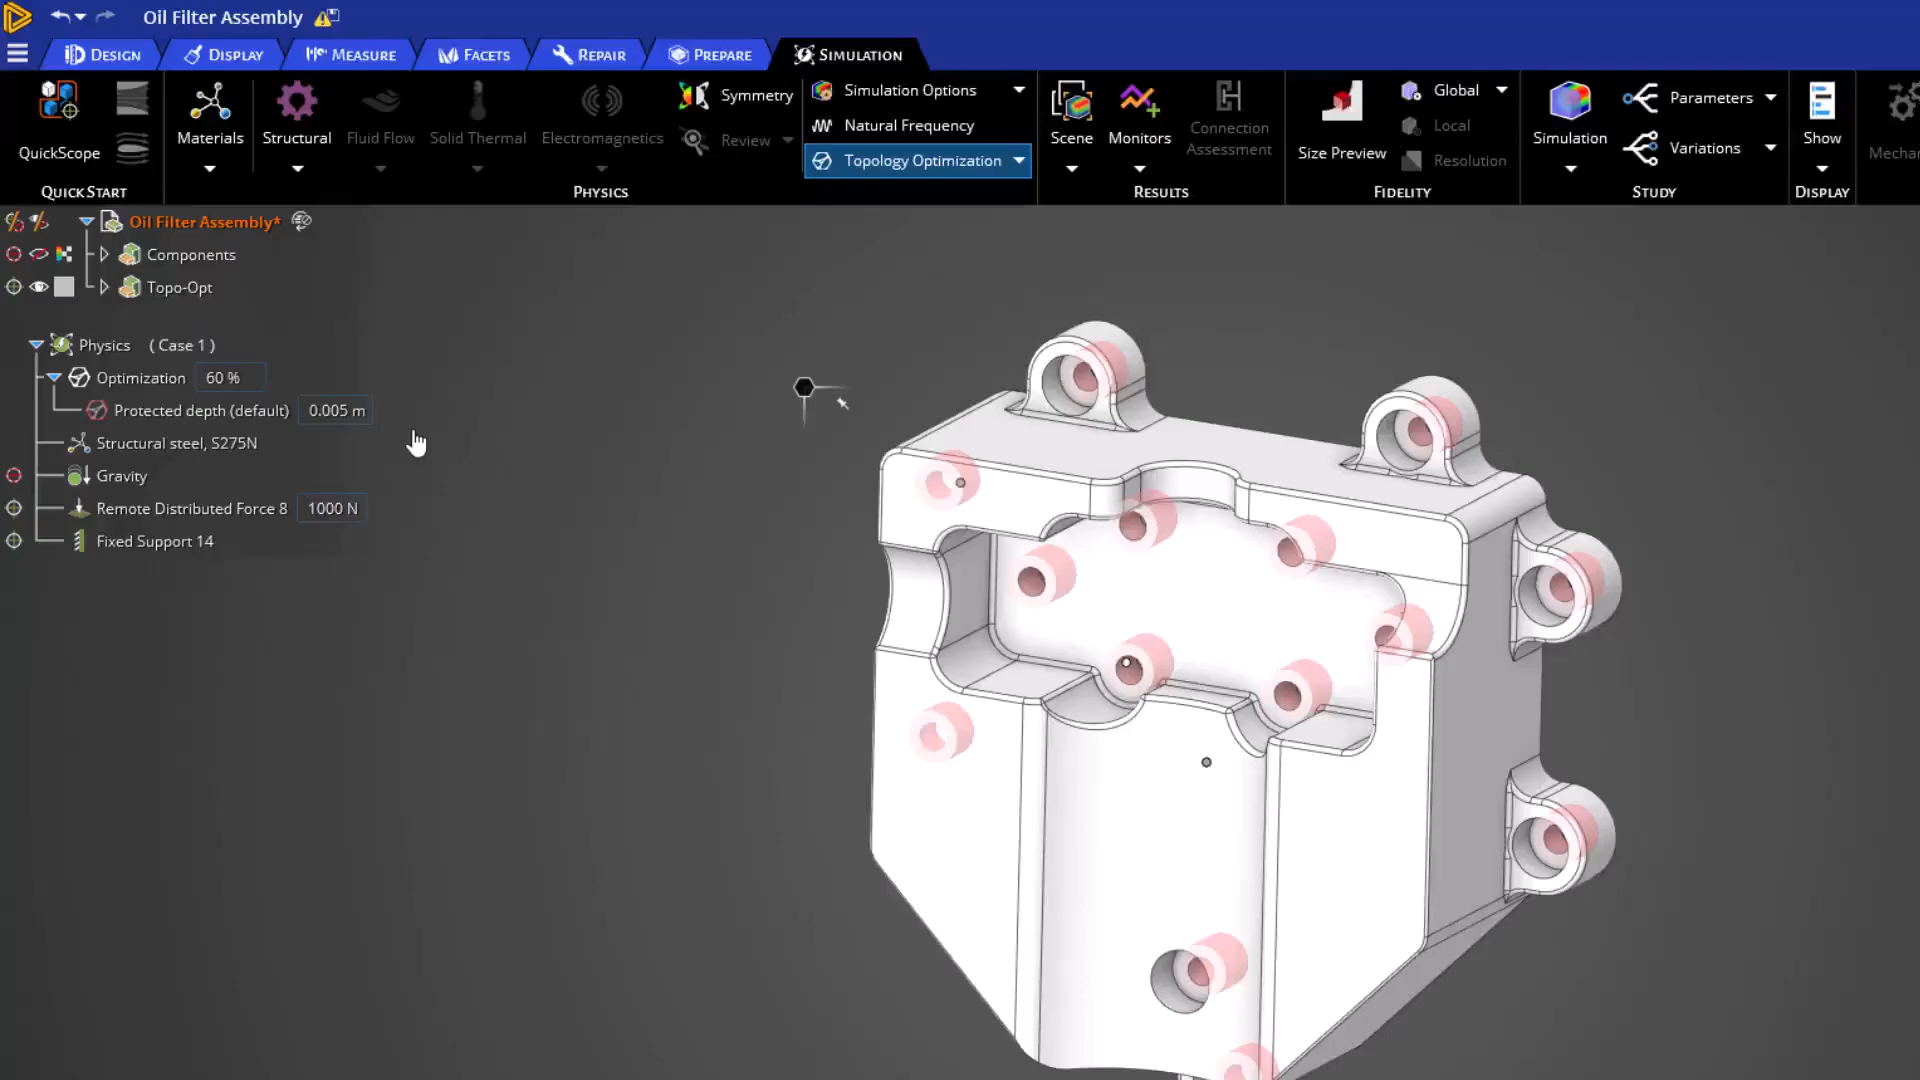 Oil Filter Assembly
DESIGN DISPLAY MEASURE FACETS REPAIR PREPARE SIMULATION
QuickScope
QUICK START
Materials Structural Fluid Flow Solid Thermal Electromagnetics Symmetry Review
Simulation Options
Natural Frequency
Topology Optimization
PHYSICS
Scene Monitors Connection Assessment
RESULTS
Size Preview Global Local Resolution
FIDELITY
Simulation Parameters Variations
STUDY
Show
DISPLAY
Oil Filter Assembly*
Components
Topo-Opt
Physics ( Case 1 )
Optimization 60 %
Protected depth (default) 0.005 m
Structural steel, S275N
Gravity
Remote Distributed Force 8 1000 N
Fixed Support 14